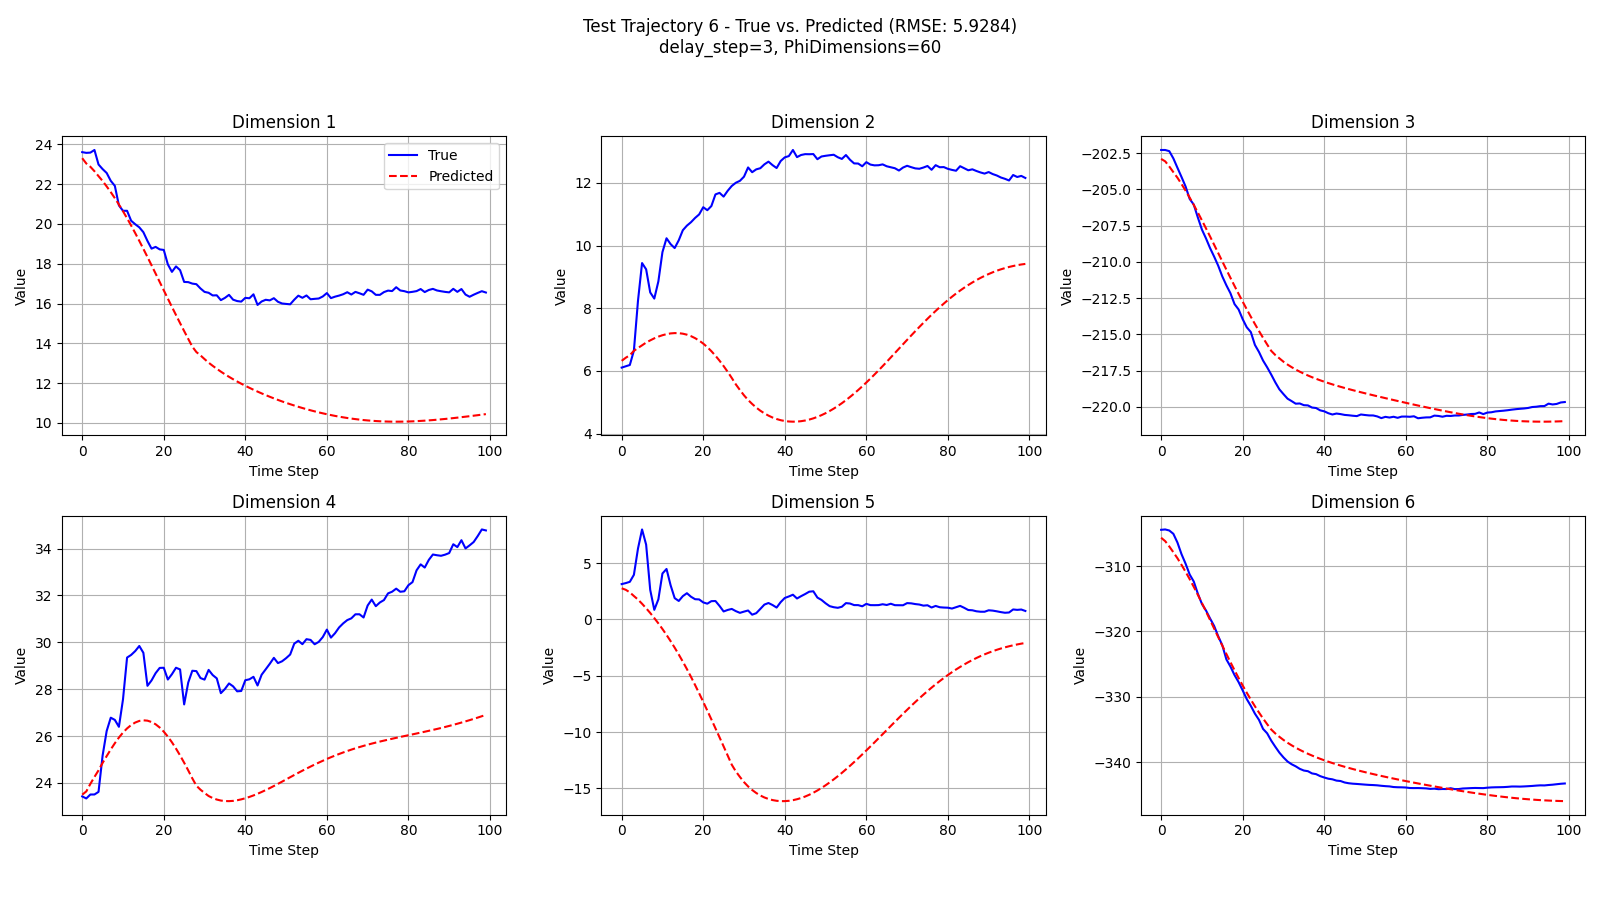 Test Trajectory 6 - True vs. Predicted (RMSE: 5.9284)
delay_step=3, PhiDimensions=60
Dimension 1
24
22
20
18
16
14
12
10
Value
0 20 40 60 80 100
Time Step
True
Predicted
Dimension 2
12
10
8
6
4
Value
0 20 40 60 80 100
Time Step
Dimension 3
−202.5
−205.0
−207.5
−210.0
−212.5
−215.0
−217.5
−220.0
Value
0 20 40 60 80 100
Time Step
Dimension 4
34
32
30
28
26
24
Value
0 20 40 60 80 100
Time Step
Dimension 5
5
0
−5
−10
−15
Value
0 20 40 60 80 100
Time Step
Dimension 6
−310
−320
−330
−340
Value
0 20 40 60 80 100
Time Step